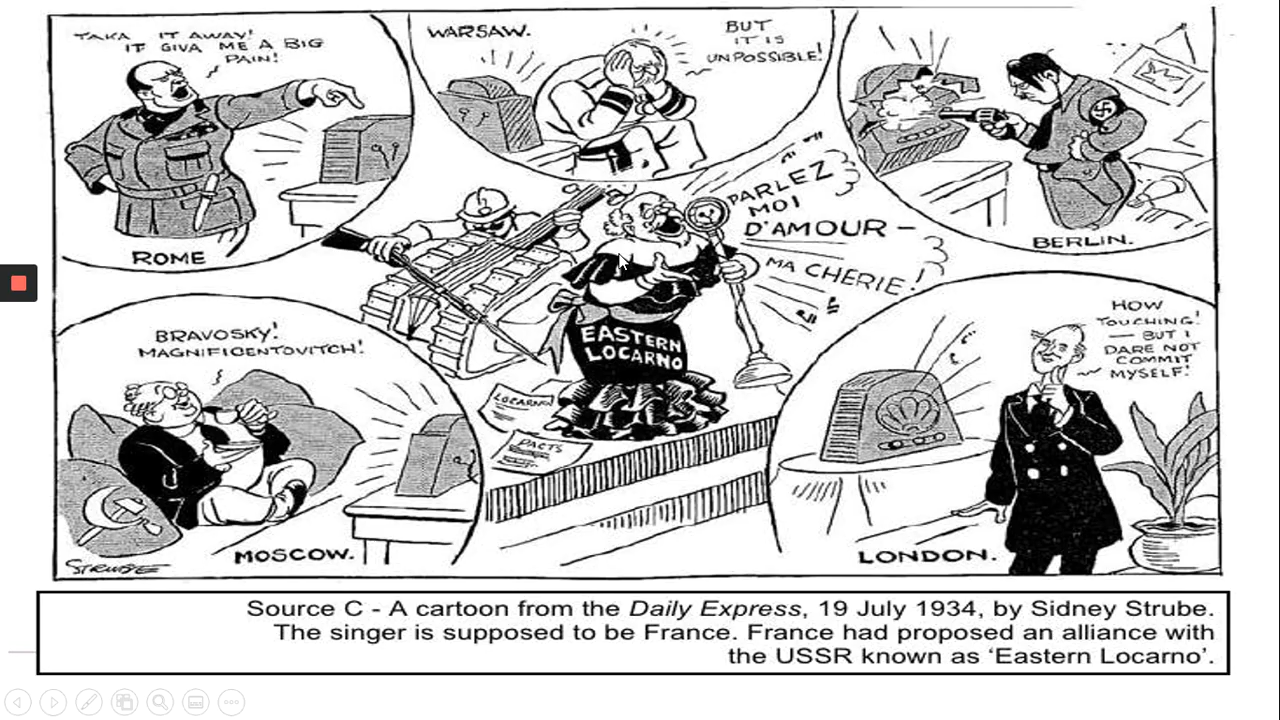 TAKA IT AWAY!
IT GIVA ME A BIG
PAIN!
ROME
WARSAW.
BUT
IT IS
UNPOSSIBLE!
BERLIN.
PARLEZ
MOI
D'AMOUR –
MA CHERIE!
EASTERN
LOCARNO
LOCARNO
PACTS
BRAVOSKY!
MAGNIFICENTOVITCH!
MOSCOW.
STRUBE
HOW
TOUCHING!
— BUT I
DARE NOT
COMMIT
MYSELF!
LONDON.
Source C - A cartoon from the Daily Express, 19 July 1934, by Sidney Strube.
The singer is supposed to be France. France had proposed an alliance with
the USSR known as ‘Eastern Locarno’.